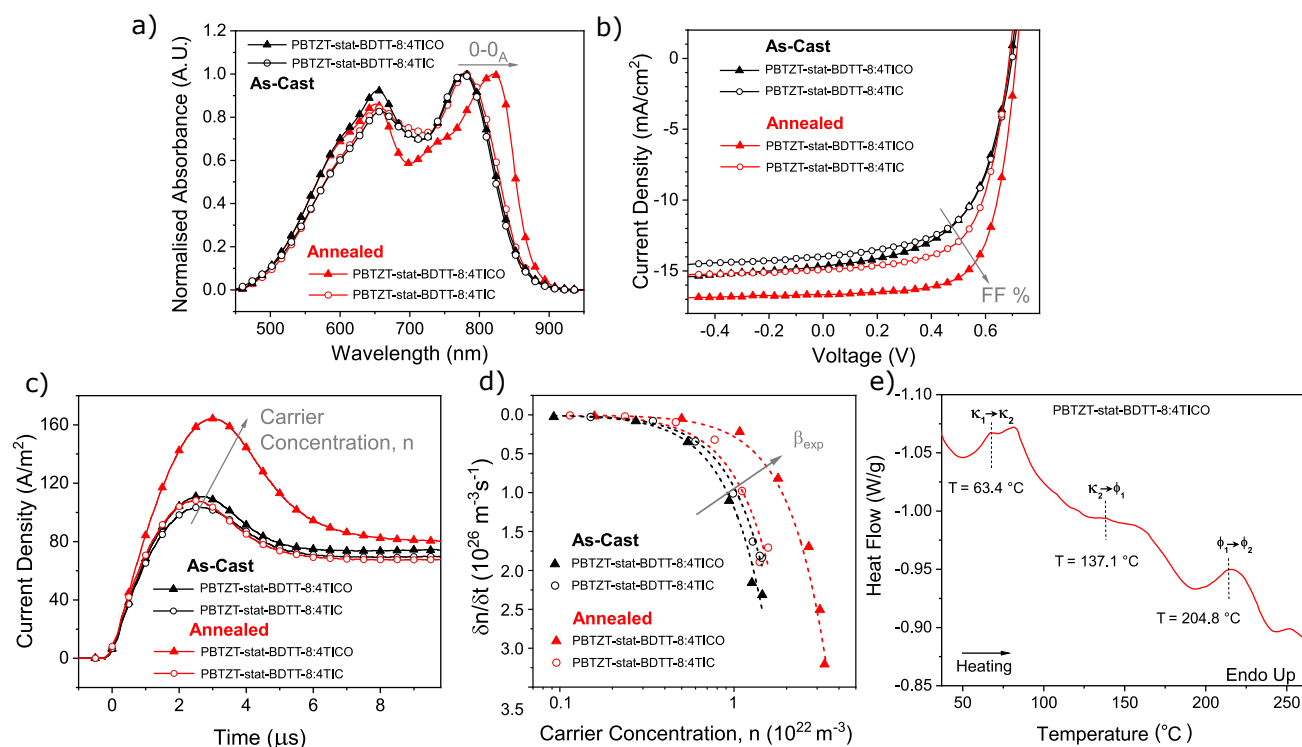 a)
PBTZT-stat-BDTT-8:4TICO
PBTZT-stat-BDTT-8:4TIC
As-Cast
0-0A
Annealed
PBTZT-stat-BDTT-8:4TICO
PBTZT-stat-BDTT-8:4TIC
Normalised Absorbance (A.U.)
1.0
0.8
0.6
0.4
0.2
0.0
500 600 700 800 900
Wavelength (nm)
b)
As-Cast
PBTZT-stat-BDTT-8:4TICO
PBTZT-stat-BDTT-8:4TIC
Annealed
PBTZT-stat-BDTT-8:4TICO
PBTZT-stat-BDTT-8:4TIC
FF %
Current Density (mA/cm²)
0
-5
-10
-15
-0.4 -0.2 0.0 0.2 0.4 0.6
Voltage (V)
c)
Carrier
Concentration, n
As-Cast
PBTZT-stat-BDTT-8:4TICO
PBTZT-stat-BDTT-8:4TIC
Annealed
PBTZT-stat-BDTT-8:4TICO
PBTZT-stat-BDTT-8:4TIC
Current Density (A/m²)
160
120
80
40
0
0 2 4 6 8
Time (μs)
d)
βexp
As-Cast
PBTZT-stat-BDTT-8:4TICO
PBTZT-stat-BDTT-8:4TIC
Annealed
PBTZT-stat-BDTT-8:4TICO
PBTZT-stat-BDTT-8:4TIC
δn/δt (10²⁶ m⁻³s⁻¹)
0.0
0.5
1.0
1.5
2.0
2.5
3.0
3.5
0.1 1
Carrier Concentration, n (10²² m⁻³)
e)
PBTZT-stat-BDTT-8:4TICO
κ₁→κ₂
T = 63.4 °C
κ₂→ϕ₁
T = 137.1 °C
ϕ₁→ϕ₂
T = 204.8 °C
Heating
Endo Up
Heat Flow (W/g)
-1.10
-1.05
-1.00
-0.95
-0.90
-0.85
50 100 150 200 250
Temperature (°C)